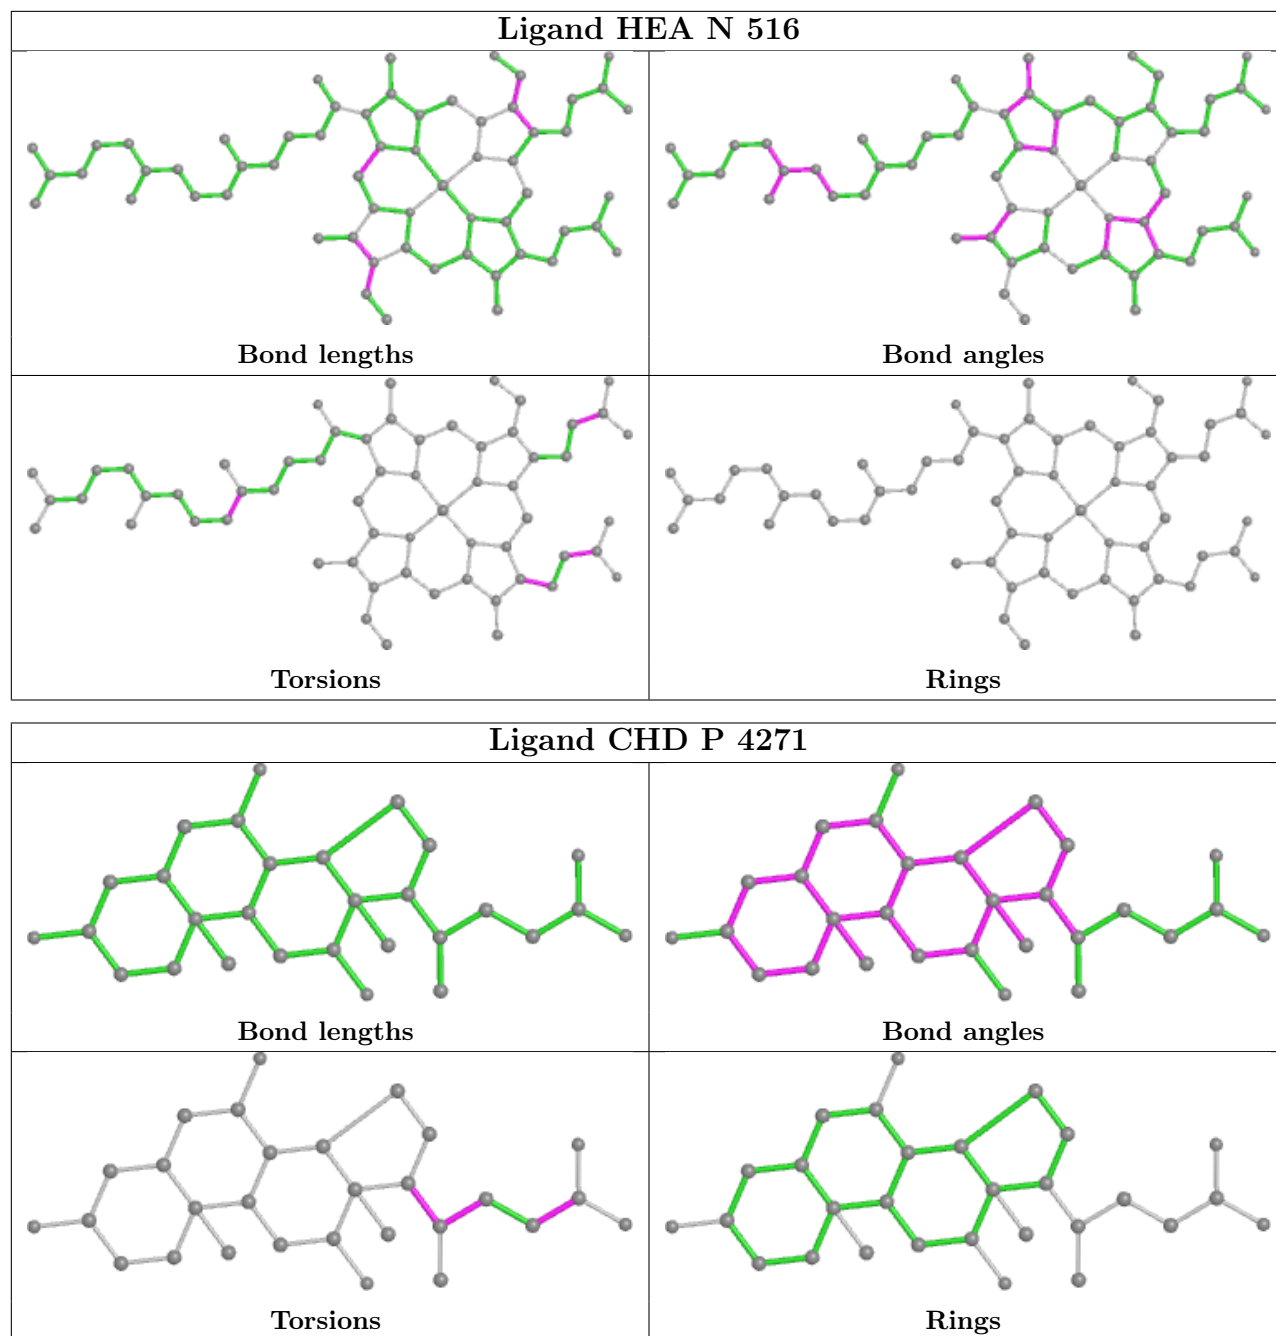 Ligand HEA N 516
Bond lengths
Bond angles
Torsions
Rings
Ligand CHD P 4271
Bond lengths
Bond angles
Torsions
Rings